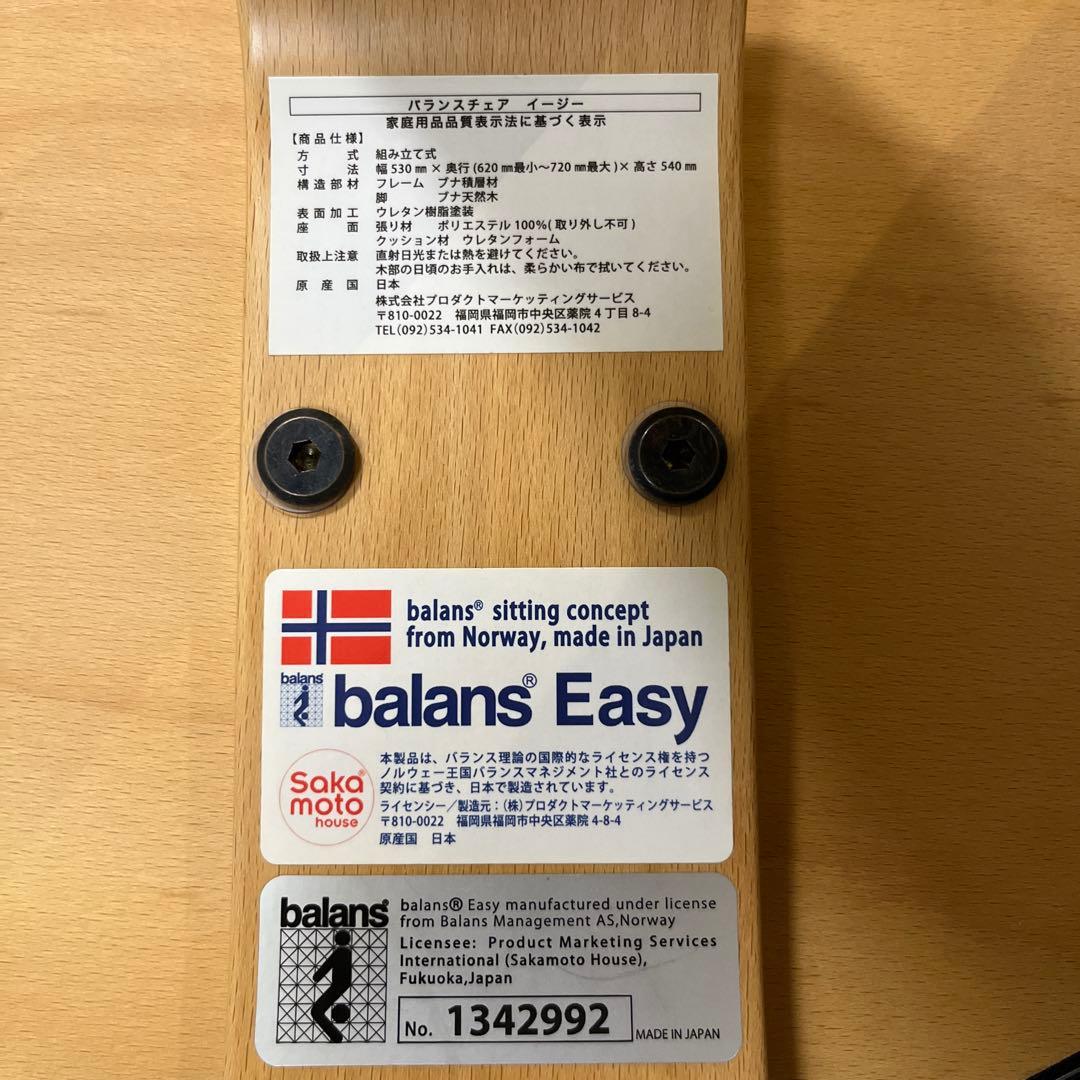 バランスチェア　イージー
家庭用品品質表示法に基づく表示
【商品仕様】
方　式　組み立て式
寸　法　幅 530 ㎜ × 奥行 (620 ㎜最小～720 ㎜最大 )× 高さ 540 ㎜
構造部材　フレーム　ブナ積層材
脚　ブナ天然木
表面加工　ウレタン樹脂塗装
座　面　張り材　ポリエステル 100%( 取り外し不可 )
クッション材　ウレタンフォーム
取扱上注意　直射日光または熱を避けてください。
木部の日頃のお手入れは、柔らかい布で拭いてください。
原産国　日本
株式会社プロダクトマーケッティングサービス
〒810-0022　福岡県福岡市中央区薬院 4 丁目 8-4
TEL(092)534-1041 FAX(092)534-1042
balans® sitting concept
from Norway, made in Japan
balans®
balans® Easy
Saka®
moto
house
本製品は、バランス理論の国際的なライセンス権を持つ
ノルウェー王国バランスマネジメント社とのライセンス
契約に基づき、日本で製造されています。
ライセンシー／製造元：(株)プロダクトマーケッティングサービス
〒810-0022　福岡県福岡市中央区薬院 4-8-4
原産国　日本
balans®
balans® Easy manufactured under license
from Balans Management AS,Norway
Licensee: Product Marketing Services
International (Sakamoto House),
Fukuoka,Japan
No. 1342992
MADE IN JAPAN